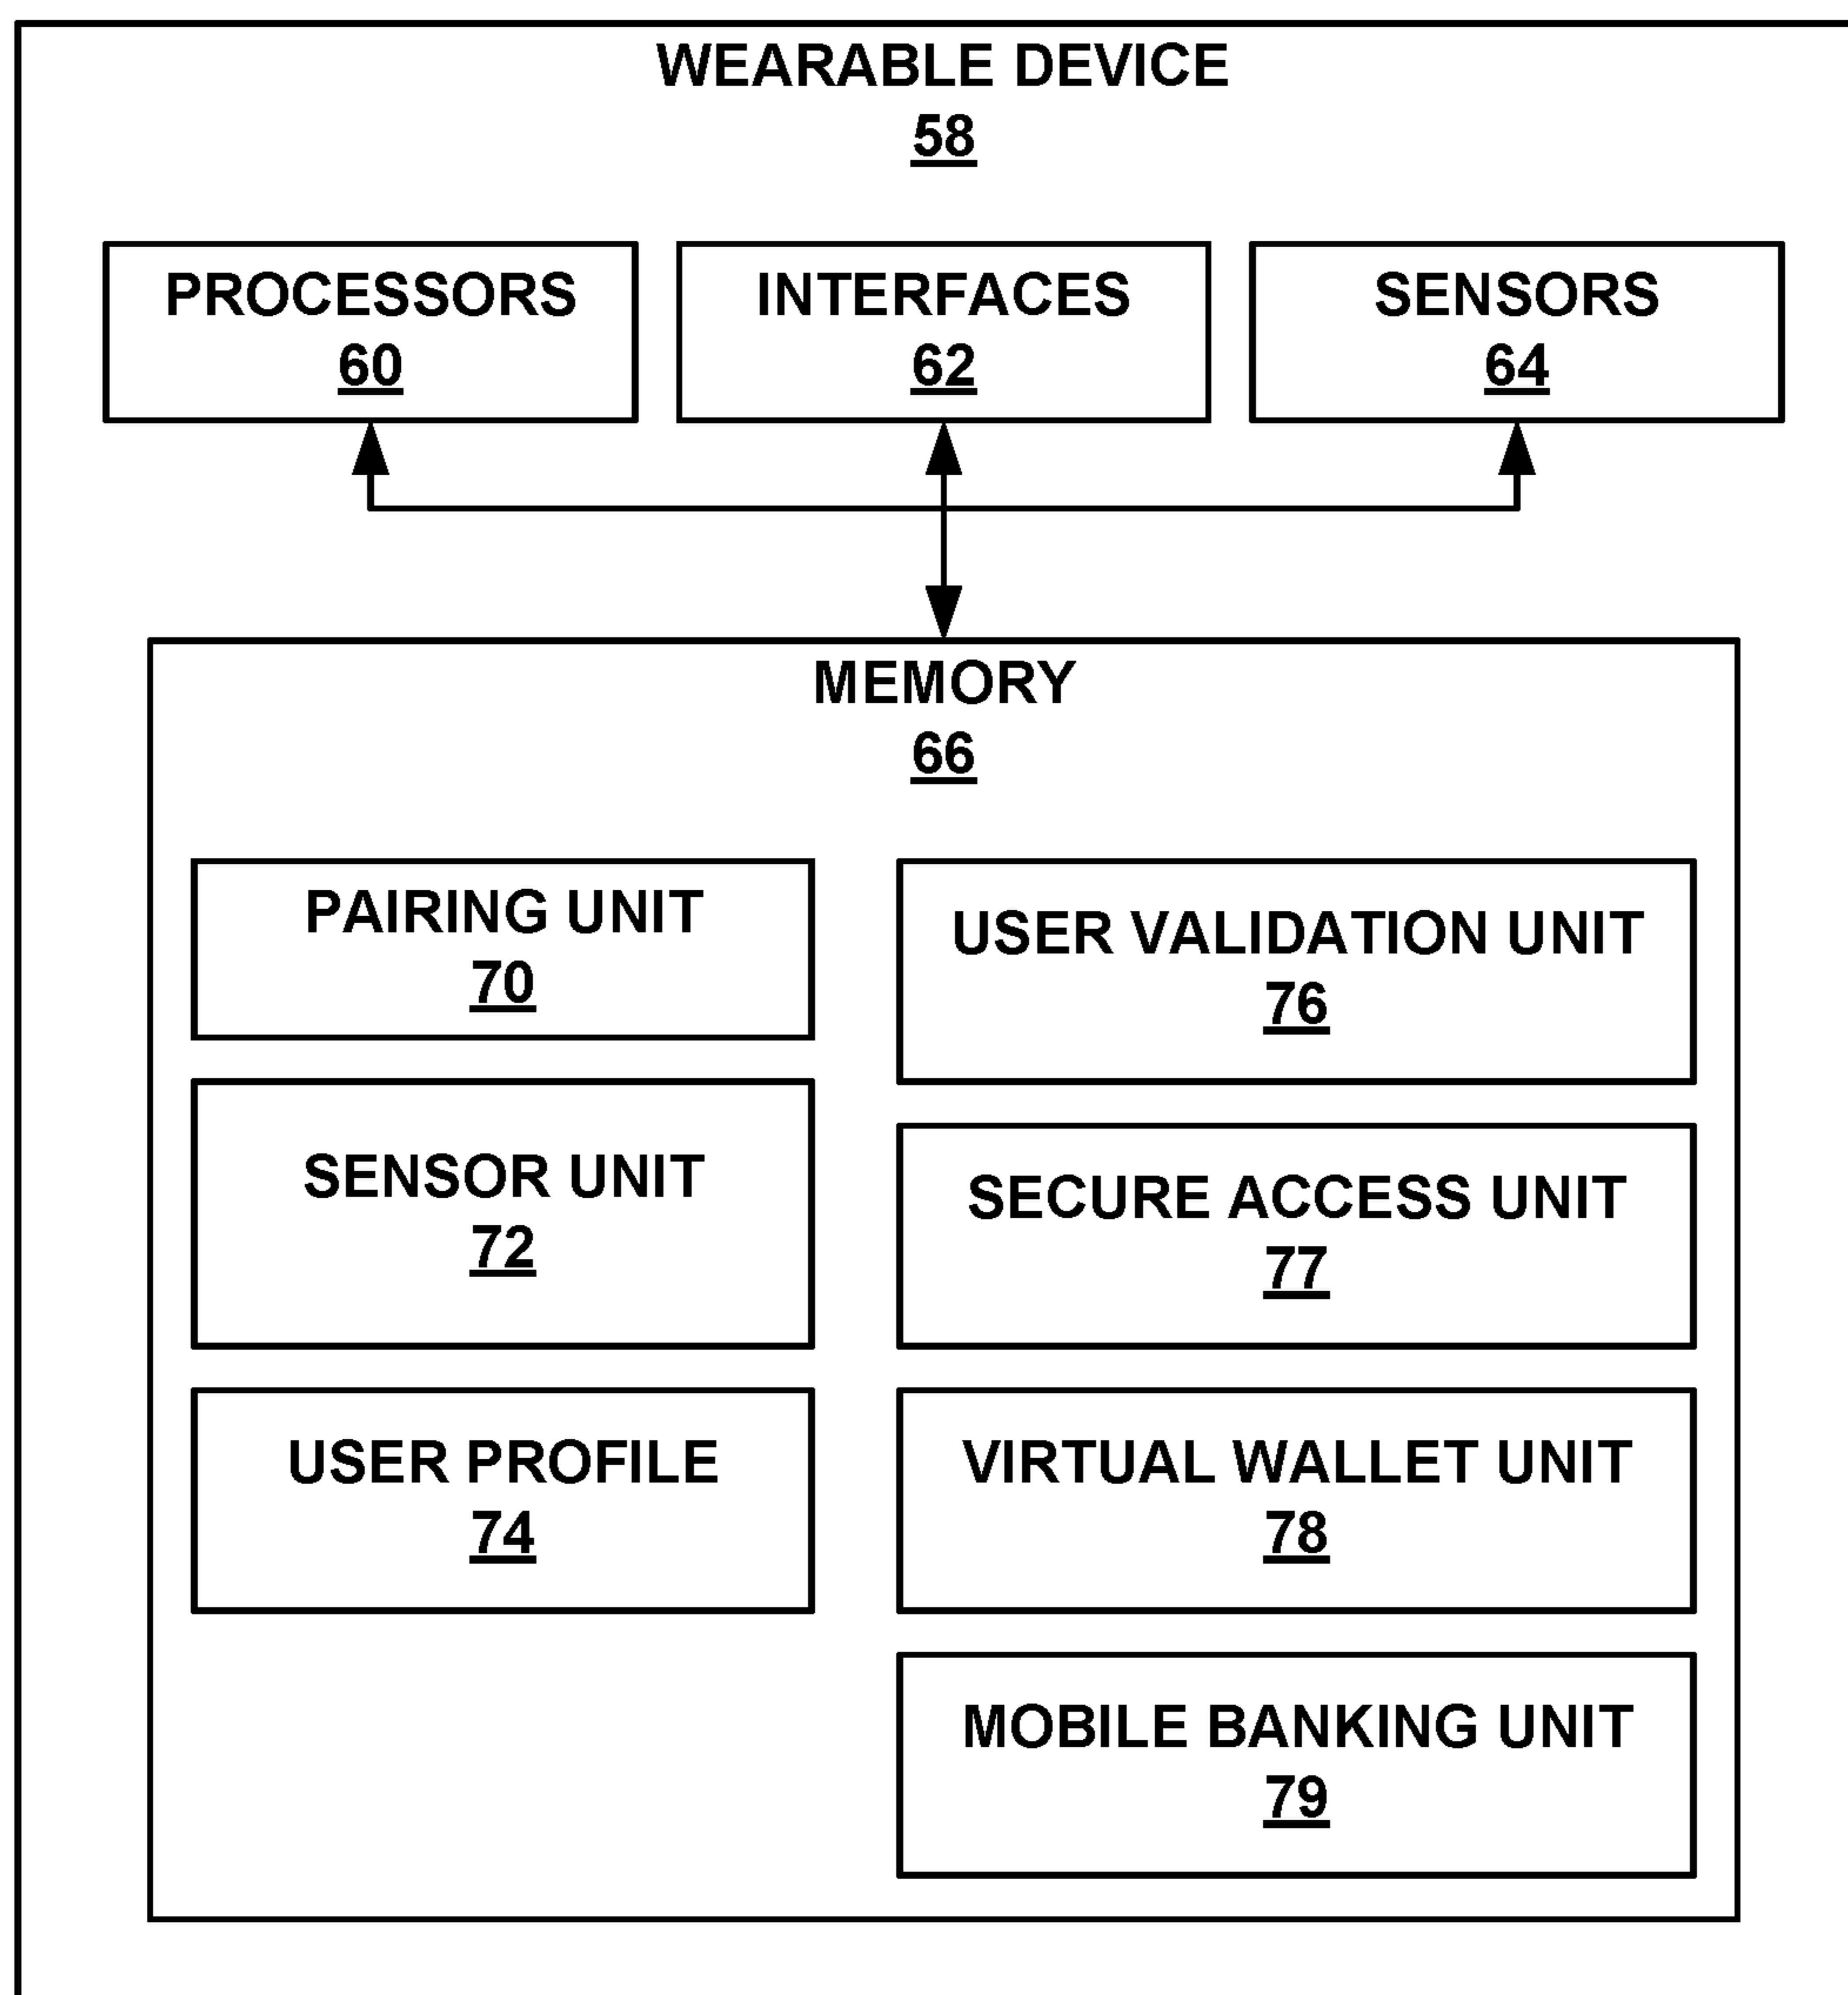 WEARABLE DEVICE
58
PROCESSORS
60
INTERFACES
62
SENSORS
64
MEMORY
66
PAIRING UNIT
70
SENSOR UNIT
72
USER PROFILE
74
USER VALIDATION UNIT
76
SECURE ACCESS UNIT
77
VIRTUAL WALLET UNIT
78
MOBILE BANKING UNIT
79